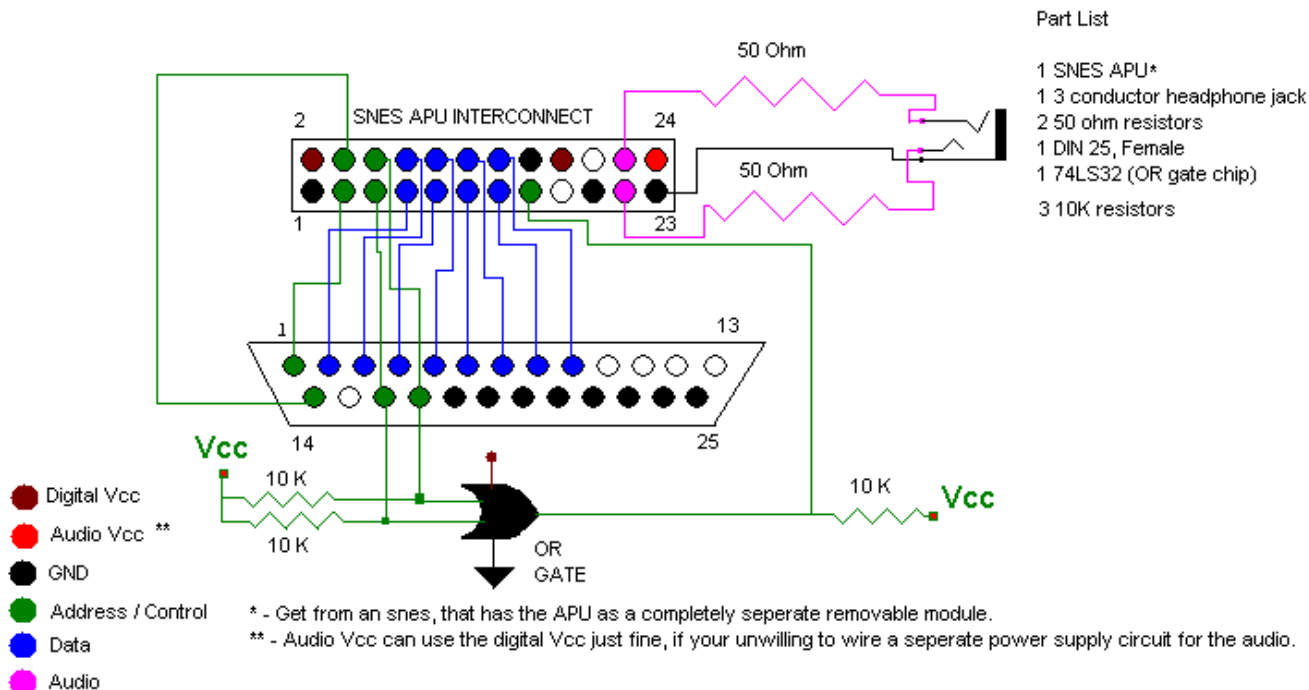 Part List
1 SNES APU*
1 3 conductor headphone jack
2 50 ohm resistors
1 DIN 25, Female
1 74LS32 (OR gate chip)
3 10K resistors
50 Ohm
SNES APU INTERCONNECT
2
24
50 Ohm
1
23
1
13
14
25
Vcc
10 K
10 K
10 K
Vcc
OR
GATE
Digital Vcc
Audio Vcc **
GND
Address / Control
Data
Audio
* - Get from an snes, that has the APU as a completely seperate removable module.
** - Audio Vcc can use the digital Vcc just fine, if your unwilling to wire a seperate power supply circuit for the audio.